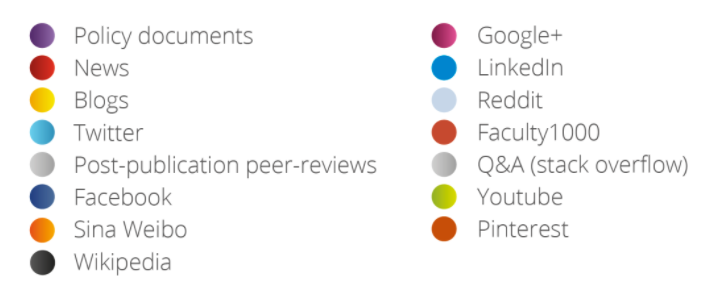 Policy documents
News
Blogs
Twitter
Post-publication peer-reviews
Facebook
Sina Weibo
Wikipedia
Google+
LinkedIn
Reddit
Faculty1000
Q&A (stack overflow)
Youtube
Pinterest